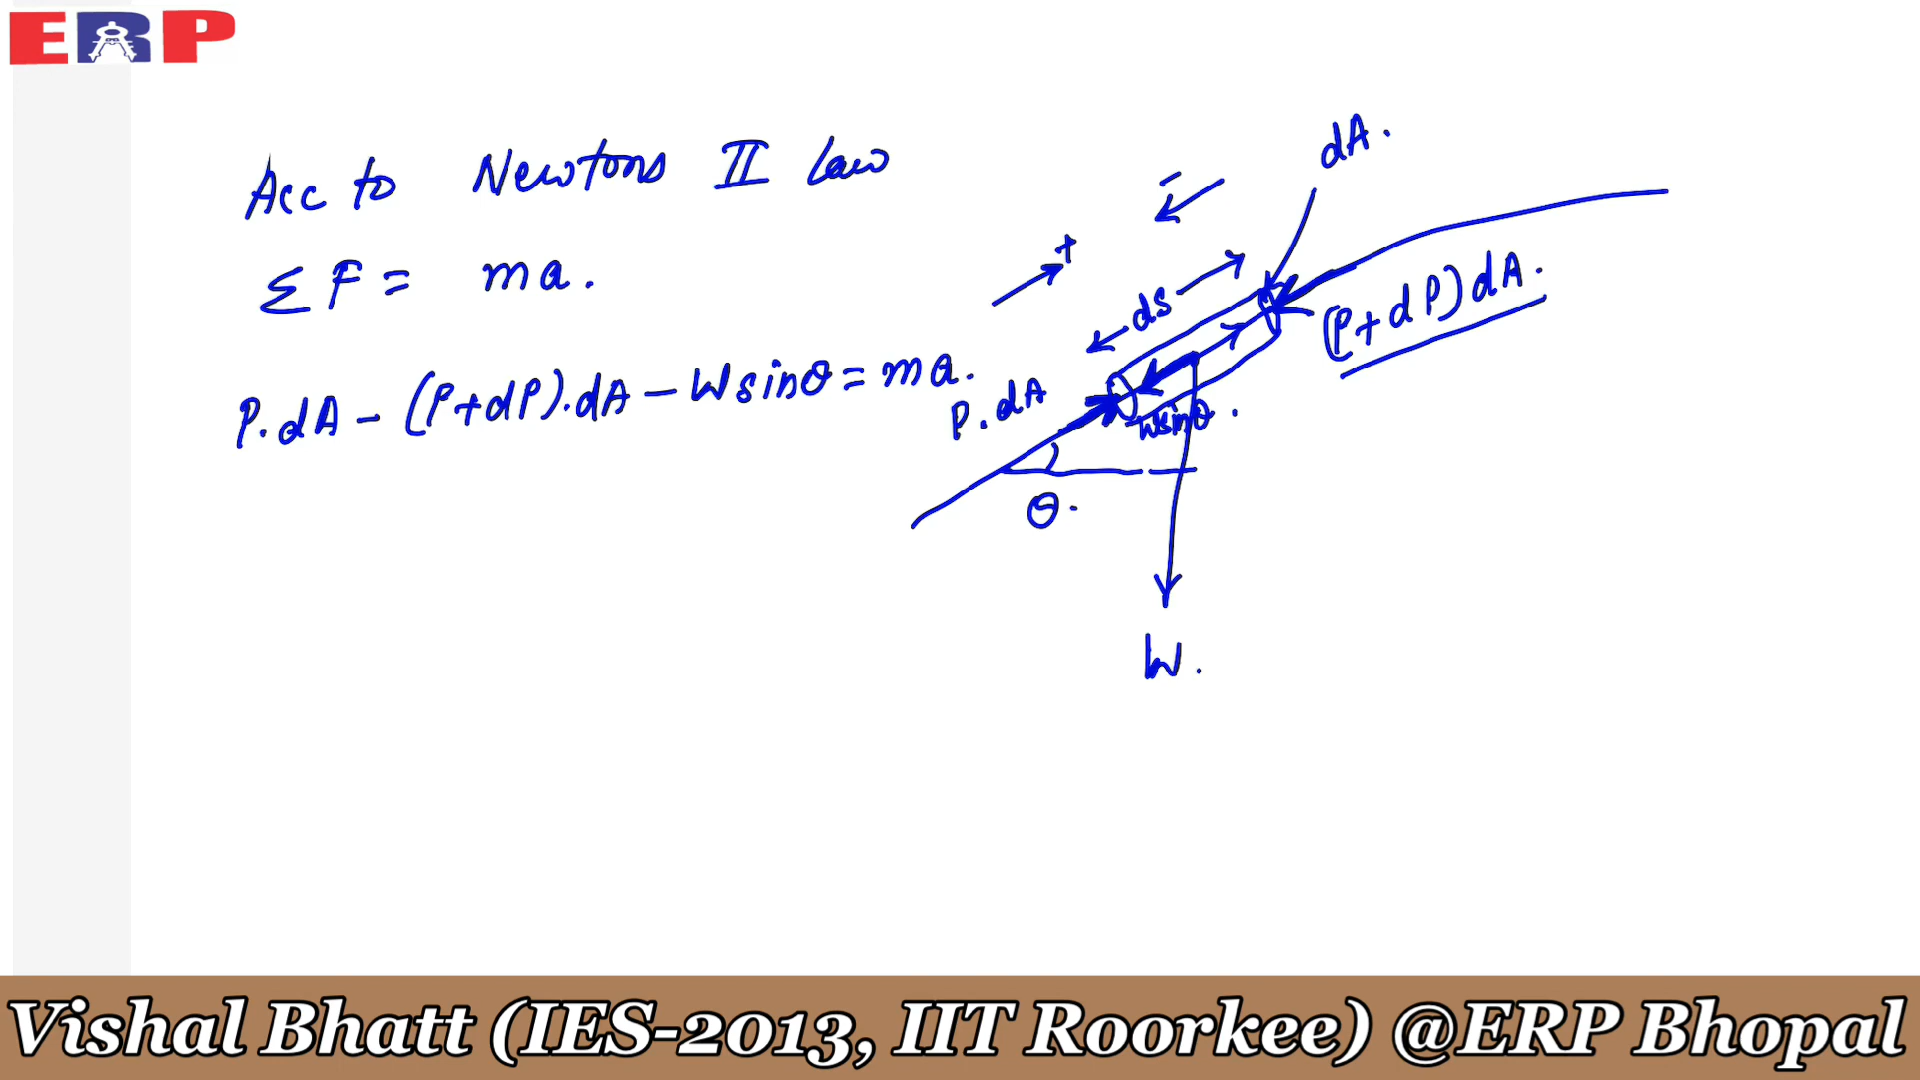 ERP
Acc to Newtons II Law
Σ F = ma.
P.dA - (P+dP).dA - Wsinθ = ma.
dA.
-
+
ds
(P+dP)dA.
P.dA
Wsinθ.
θ.
W.
Vishal Bhatt (IES-2013, IIT Roorkee) @ERP Bhopal